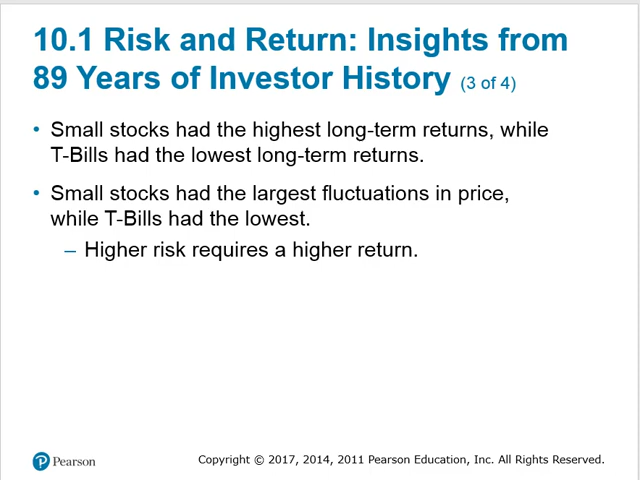 10.1 Risk and Return: Insights from
89 Years of Investor History (3 of 4)
• Small stocks had the highest long-term returns, while
T-Bills had the lowest long-term returns.
• Small stocks had the largest fluctuations in price,
while T-Bills had the lowest.
– Higher risk requires a higher return.
Pearson
Copyright © 2017, 2014, 2011 Pearson Education, Inc. All Rights Reserved.